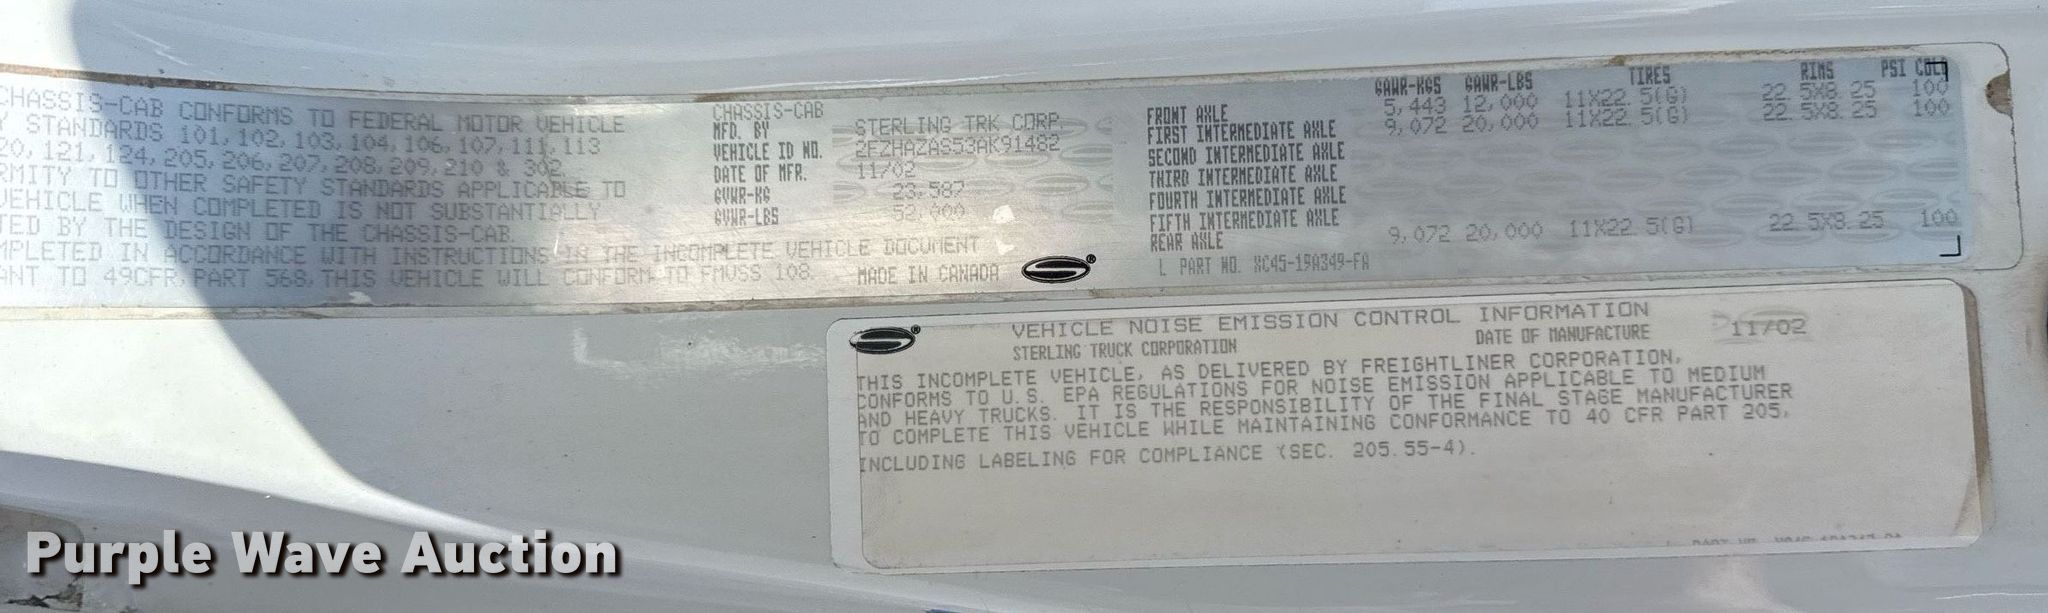 CHASSIS-CAB CONFORMS TO FEDERAL MOTOR VEHICLE
Y STANDARDS 101, 102, 103, 104, 106, 107, 111, 113
20, 121, 124, 205, 206, 207, 208, 209, 210 & 302.
RMITY TO OTHER SAFETY STANDARDS APPLICABLE TO
VEHICLE WHEN COMPLETED IS NOT SUBSTANTIALLY
TED BY THE DESIGN OF THE CHASSIS-CAB.
MPLETED IN ACCORDANCE WITH INSTRUCTIONS IN THE INCOMPLETE VEHICLE DOCUMENT
ANT TO 49CFR, PART 568, THIS VEHICLE WILL CONFORM TO FMVSS 108. MADE IN CANADA
CHASSIS-CAB
MFD. BY STERLING TRK CORP.
VEHICLE ID NO. 2FZHAZAS53AK91482
DATE OF MFR. 11/02
GVWR-KG 23,587
GVWR-LBS 52,000
GAWR-KGS GAWR-LBS TIRES RIMS PSI COLD
FRONT AXLE 5,443 12,000 11X22.5(G) 22.5X8.25 100
FIRST INTERMEDIATE AXLE 9,072 20,000 11X22.5(G) 22.5X8.25 100
SECOND INTERMEDIATE AXLE
THIRD INTERMEDIATE AXLE
FOURTH INTERMEDIATE AXLE
FIFTH INTERMEDIATE AXLE
REAR AXLE 9,072 20,000 11X22.5(G) 22.5X8.25 100
L PART NO. XC45-19A349-FA
VEHICLE NOISE EMISSION CONTROL INFORMATION
STERLING TRUCK CORPORATION DATE OF MANUFACTURE 11/02
THIS INCOMPLETE VEHICLE, AS DELIVERED BY FREIGHTLINER CORPORATION,
CONFORMS TO U.S. EPA REGULATIONS FOR NOISE EMISSION APPLICABLE TO MEDIUM
AND HEAVY TRUCKS. IT IS THE RESPONSIBILITY OF THE FINAL STAGE MANUFACTURER
TO COMPLETE THIS VEHICLE WHILE MAINTAINING CONFORMANCE TO 40 CFR PART 205,
INCLUDING LABELING FOR COMPLIANCE (SEC. 205.55-4).
Purple Wave Auction